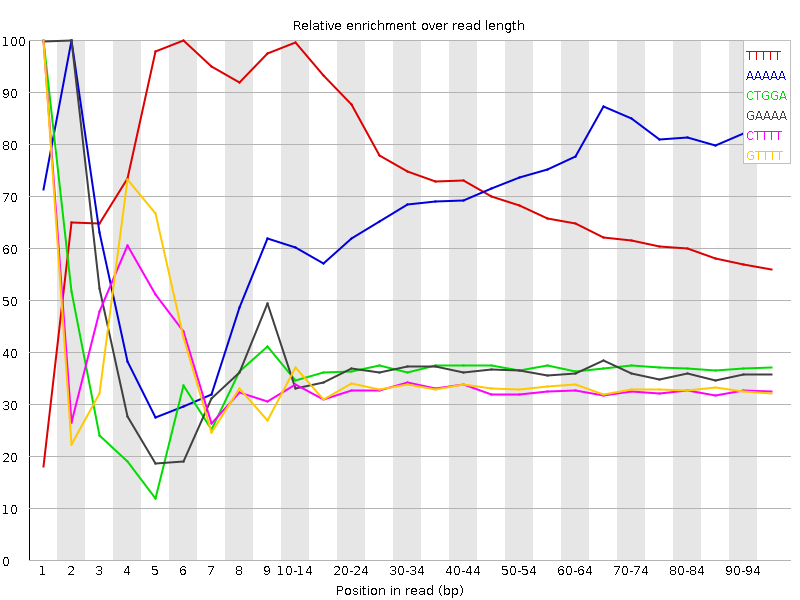 Relative enrichment over read length
100
90
80
70
60
50
40
30
20
10
0
TTTTT
AAAAA
CTGGA
GAAAA
CTTTT
GTTTT
1 2 3 4 5 6 7 8 9 10-14 20-24 30-34 40-44 50-54 60-64 70-74 80-84 90-94
Position in read (bp)